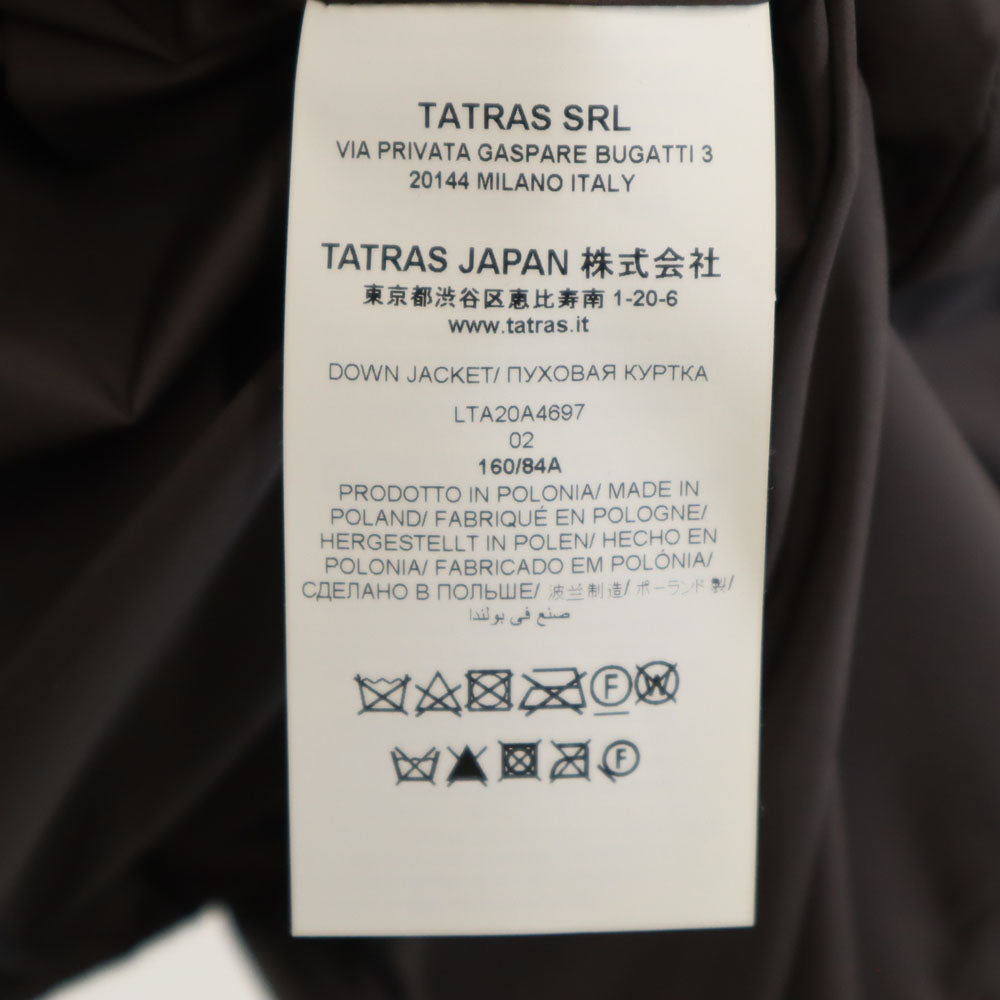 TATRAS SRL
VIA PRIVATA GASPARE BUGATTI 3
20144 MILANO ITALY
TATRAS JAPAN 株式会社
東京都渋谷区恵比寿南 1-20-6
www.tatras.it
DOWN JACKET/ ПУХОВАЯ КУРТКА
LTA20A4697
02
160/84A
PRODOTTO IN POLONIA/ MADE IN
POLAND/ FABRIQUÉ EN POLOGNE/
HERGESTELLT IN POLEN/ HECHO EN
POLONIA/ FABRICADO EM POLÓNIA/
СДЕЛАНО В ПОЛЬШЕ/ 波兰制造/ ポーランド製/
صنع في بولندا
F W
F